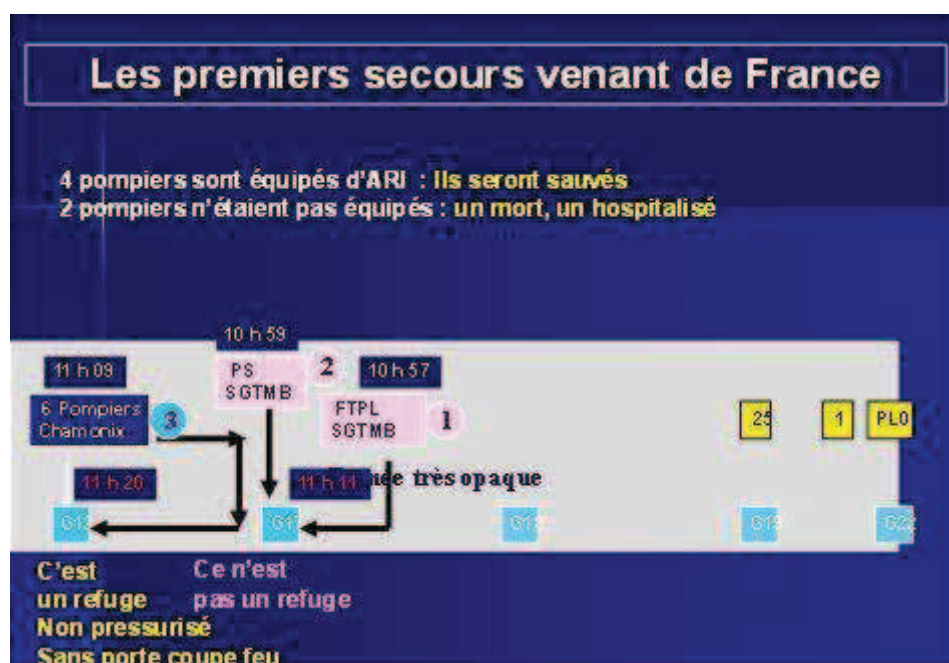 Les premiers secours venant de France
4 pompiers sont équipés d'ARI : Ils seront sauvés
2 pompiers n'étaient pas équipés : un mort, un hospitalisé
10 h 59
11 h 09
PS
SGTMB
2
10 h 57
6 Pompiers
Chamonix
3
FTPL
SGTMB
1
25
1
PL0
11 h 20
11 h 11
très opaque
G22
C'est
un refuge
Non pressurisé
Sans porte coupe feu
Ce n'est
pas un refuge